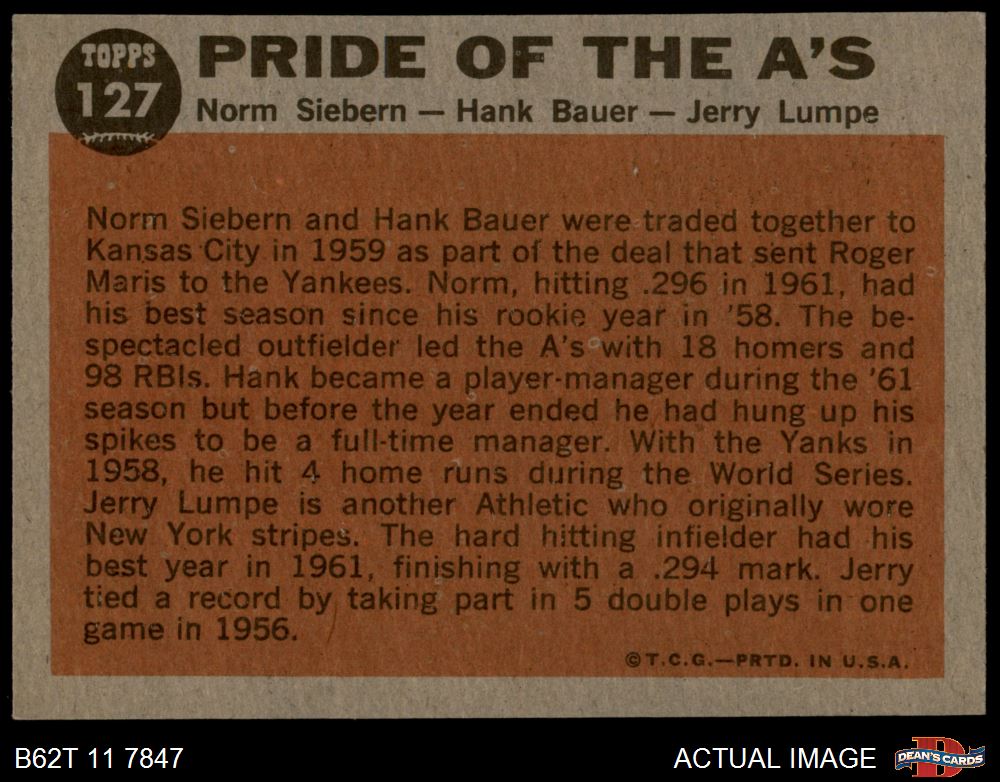 TOPPS
127
PRIDE OF THE A'S
Norm Siebern — Hank Bauer — Jerry Lumpe
Norm Siebern and Hank Bauer were traded together to
Kansas City in 1959 as part of the deal that sent Roger
Maris to the Yankees. Norm, hitting .296 in 1961, had
his best season since his rookie year in '58. The be-
spectacled outfielder led the A's with 18 homers and
98 RBIs. Hank became a player-manager during the '61
season but before the year ended he had hung up his
spikes to be a full-time manager. With the Yanks in
1958, he hit 4 home runs during the World Series.
Jerry Lumpe is another Athletic who originally wore
New York stripes. The hard hitting infielder had his
best year in 1961, finishing with a .294 mark. Jerry
tied a record by taking part in 5 double plays in one
game in 1956.
©T.C.G.—PRTD. IN U.S.A.
B62T 11 7847
ACTUAL IMAGE
D
DEAN'S CARDS